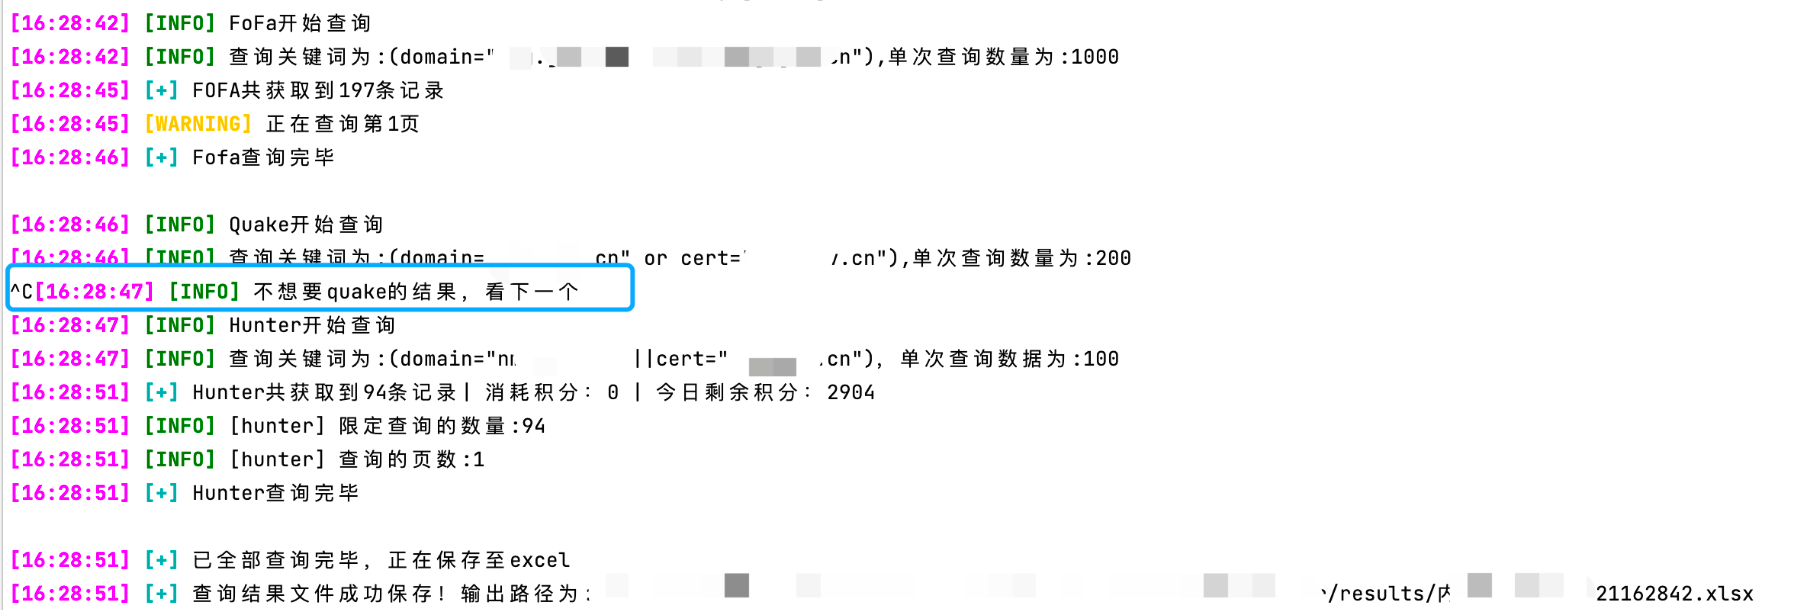 [16:28:42] [INFO] FoFa开始查询
[16:28:42] [INFO] 查询关键词为:(domain=" n"),单次查询数量为:1000
[16:28:45] [+] FOFA共获取到197条记录
[16:28:45] [WARNING] 正在查询第1页
[16:28:46] [+] Fofa查询完毕
[16:28:46] [INFO] Quake开始查询
[16:28:46] [INFO] 查询关键词为:(domain= cn" or cert= .cn"),单次查询数量为:200
^C[16:28:47] [INFO] 不想要quake的结果，看下一个
[16:28:47] [INFO] Hunter开始查询
[16:28:47] [INFO] 查询关键词为:(domain="n ||cert=" .cn")，单次查询数据为:100
[16:28:51] [+] Hunter共获取到94条记录| 消耗积分：0 | 今日剩余积分：2904
[16:28:51] [INFO] [hunter] 限定查询的数量:94
[16:28:51] [INFO] [hunter] 查询的页数:1
[16:28:51] [+] Hunter查询完毕
[16:28:51] [+] 已全部查询完毕，正在保存至excel
[16:28:51] [+] 查询结果文件成功保存！输出路径为: /results/内 21162842.xlsx